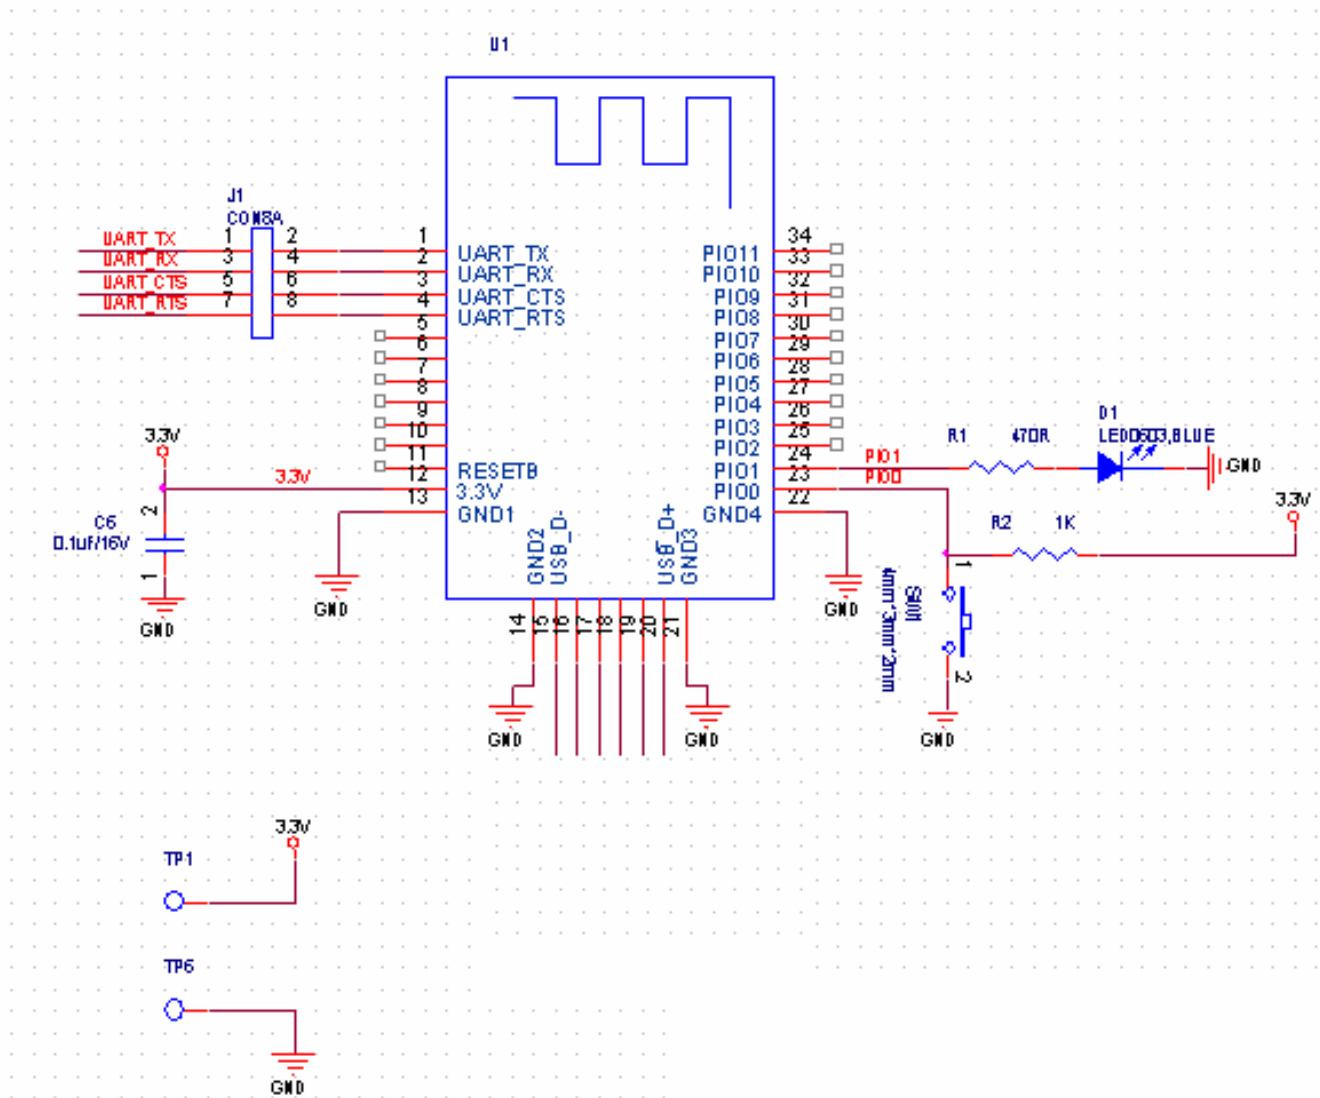 U1
J1
CON8A
UART_TX 1 2 1 UART_TX
UART_RX 3 4 2 UART_RX
UART_CTS 5 6 3 UART_CTS
UART_RTS 7 8 4 UART_RTS
5
6
7
8
9
10
11 RESETB
3.3V
3.3V 12 3.3V
13 GND1
2
C6
0.1uF/16V
1
GND
GND
34 PIO11
33 PIO10
32 PIO9
31 PIO8
30 PIO7
29 PIO6
28 PIO5
27 PIO4
26 PIO3
25 PIO2
24 PIO1
23 PIO0
22 GND4
PIO1
PIO0
R1 470R
D1
LED0603,BLUE
GND
3.3V
R2 1K
GND
1
SW1
4mm*3mm*2mm
2
GND
GND2
USB_D-
USB_D+
GND3
14 15 16 17 18 19 20 21
GND
GND
3.3V
TP1
TP6
GND